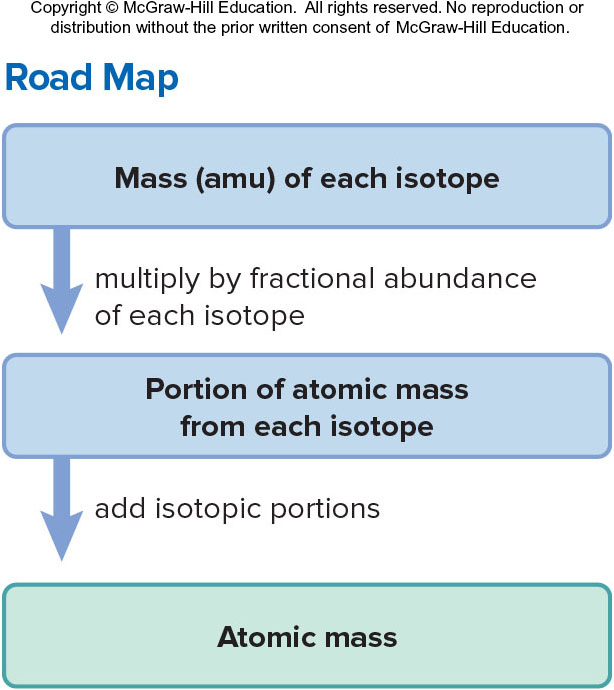 Copyright © McGraw-Hill Education. All rights reserved. No reproduction or
distribution without the prior written consent of McGraw-Hill Education.
Road Map
Mass (amu) of each isotope
multiply by fractional abundance
of each isotope
Portion of atomic mass
from each isotope
add isotopic portions
Atomic mass